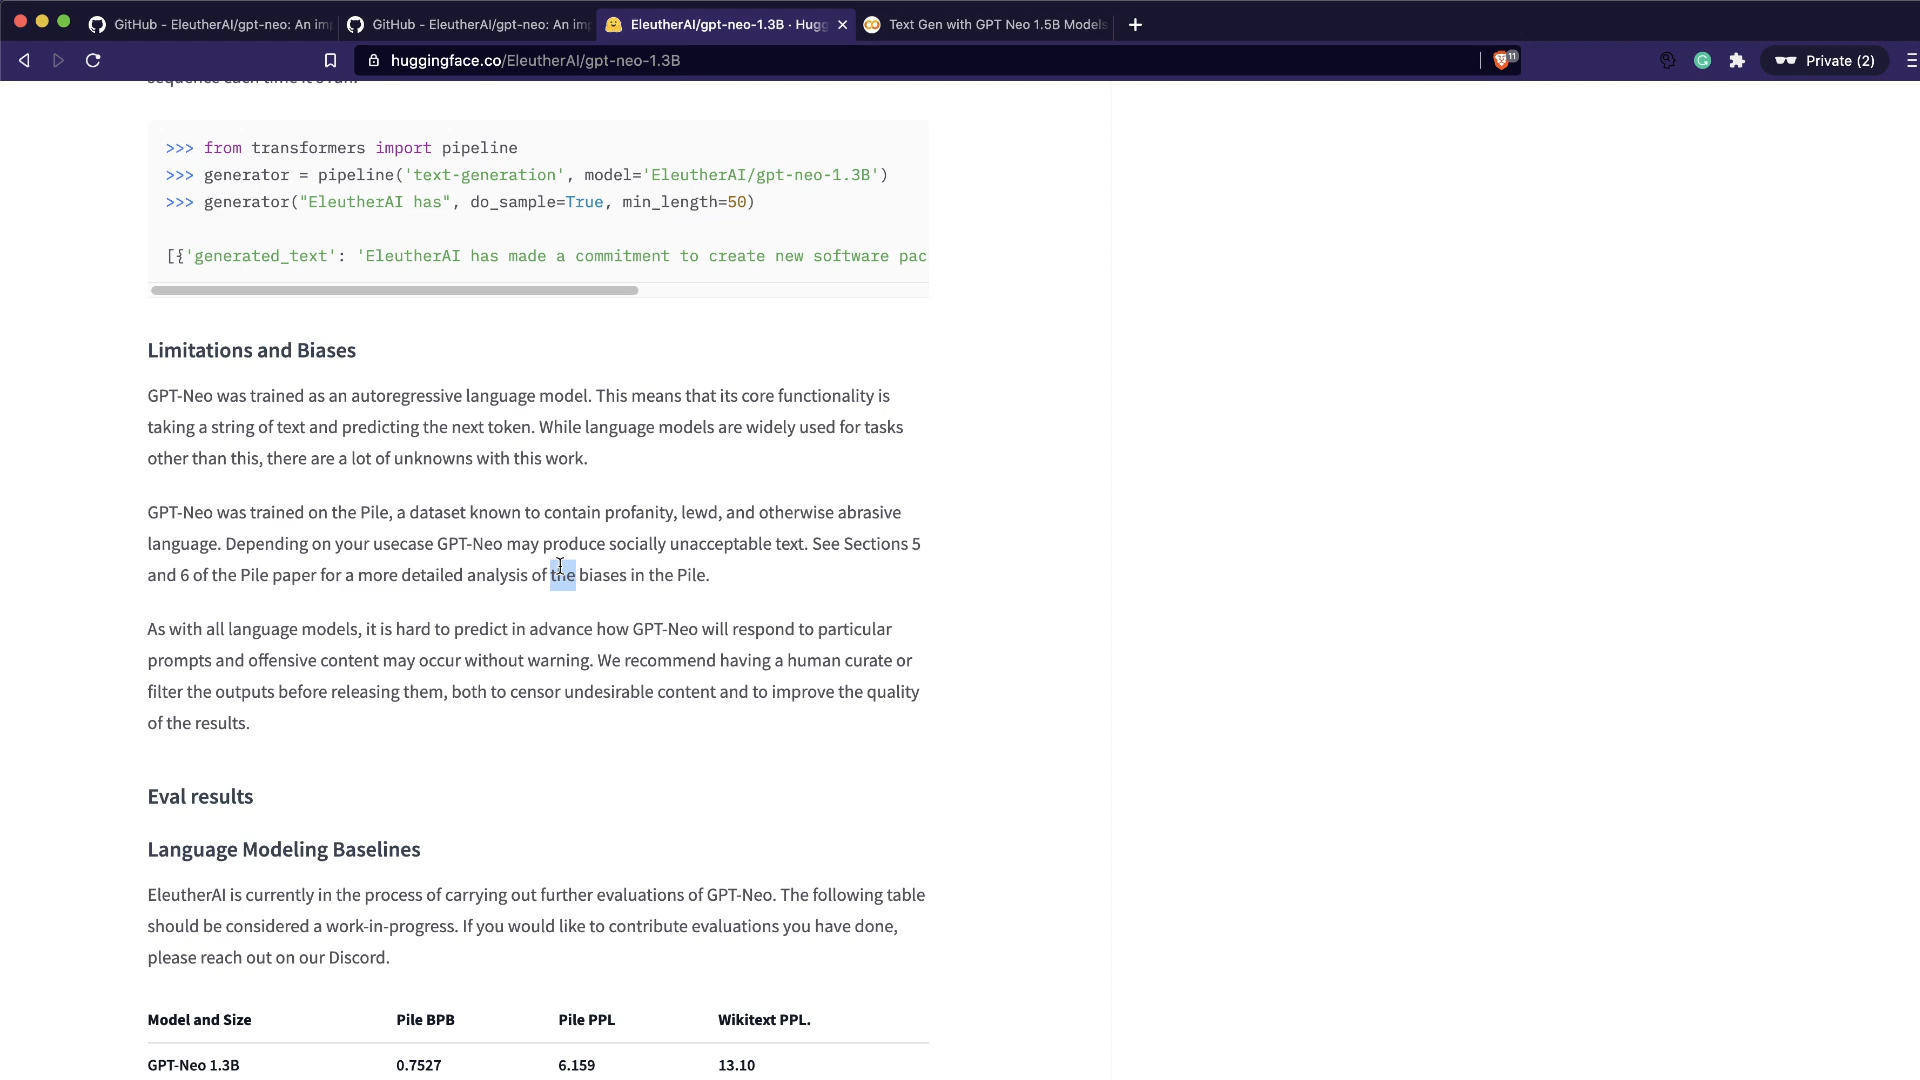 GitHub - EleutherAI/gpt-neo: An im
GitHub - EleutherAI/gpt-neo: An im
EleutherAI/gpt-neo-1.3B · Hugg
Text Gen with GPT Neo 1.5B Models
huggingface.co/EleutherAI/gpt-neo-1.3B
11
Private (2)
sequence each time it's run:
>>> from transformers import pipeline
>>> generator = pipeline('text-generation', model='EleutherAI/gpt-neo-1.3B')
>>> generator("EleutherAI has", do_sample=True, min_length=50)
[{'generated_text': 'EleutherAI has made a commitment to create new software pac
Limitations and Biases
GPT-Neo was trained as an autoregressive language model. This means that its core functionality is
taking a string of text and predicting the next token. While language models are widely used for tasks
other than this, there are a lot of unknowns with this work.
GPT-Neo was trained on the Pile, a dataset known to contain profanity, lewd, and otherwise abrasive
language. Depending on your usecase GPT-Neo may produce socially unacceptable text. See Sections 5
and 6 of the Pile paper for a more detailed analysis of the biases in the Pile.
As with all language models, it is hard to predict in advance how GPT-Neo will respond to particular
prompts and offensive content may occur without warning. We recommend having a human curate or
filter the outputs before releasing them, both to censor undesirable content and to improve the quality
of the results.
Eval results
Language Modeling Baselines
EleutherAI is currently in the process of carrying out further evaluations of GPT-Neo. The following table
should be considered a work-in-progress. If you would like to contribute evaluations you have done,
please reach out on our Discord.
Model and Size Pile BPB Pile PPL Wikitext PPL.
GPT-Neo 1.3B 0.7527 6.159 13.10